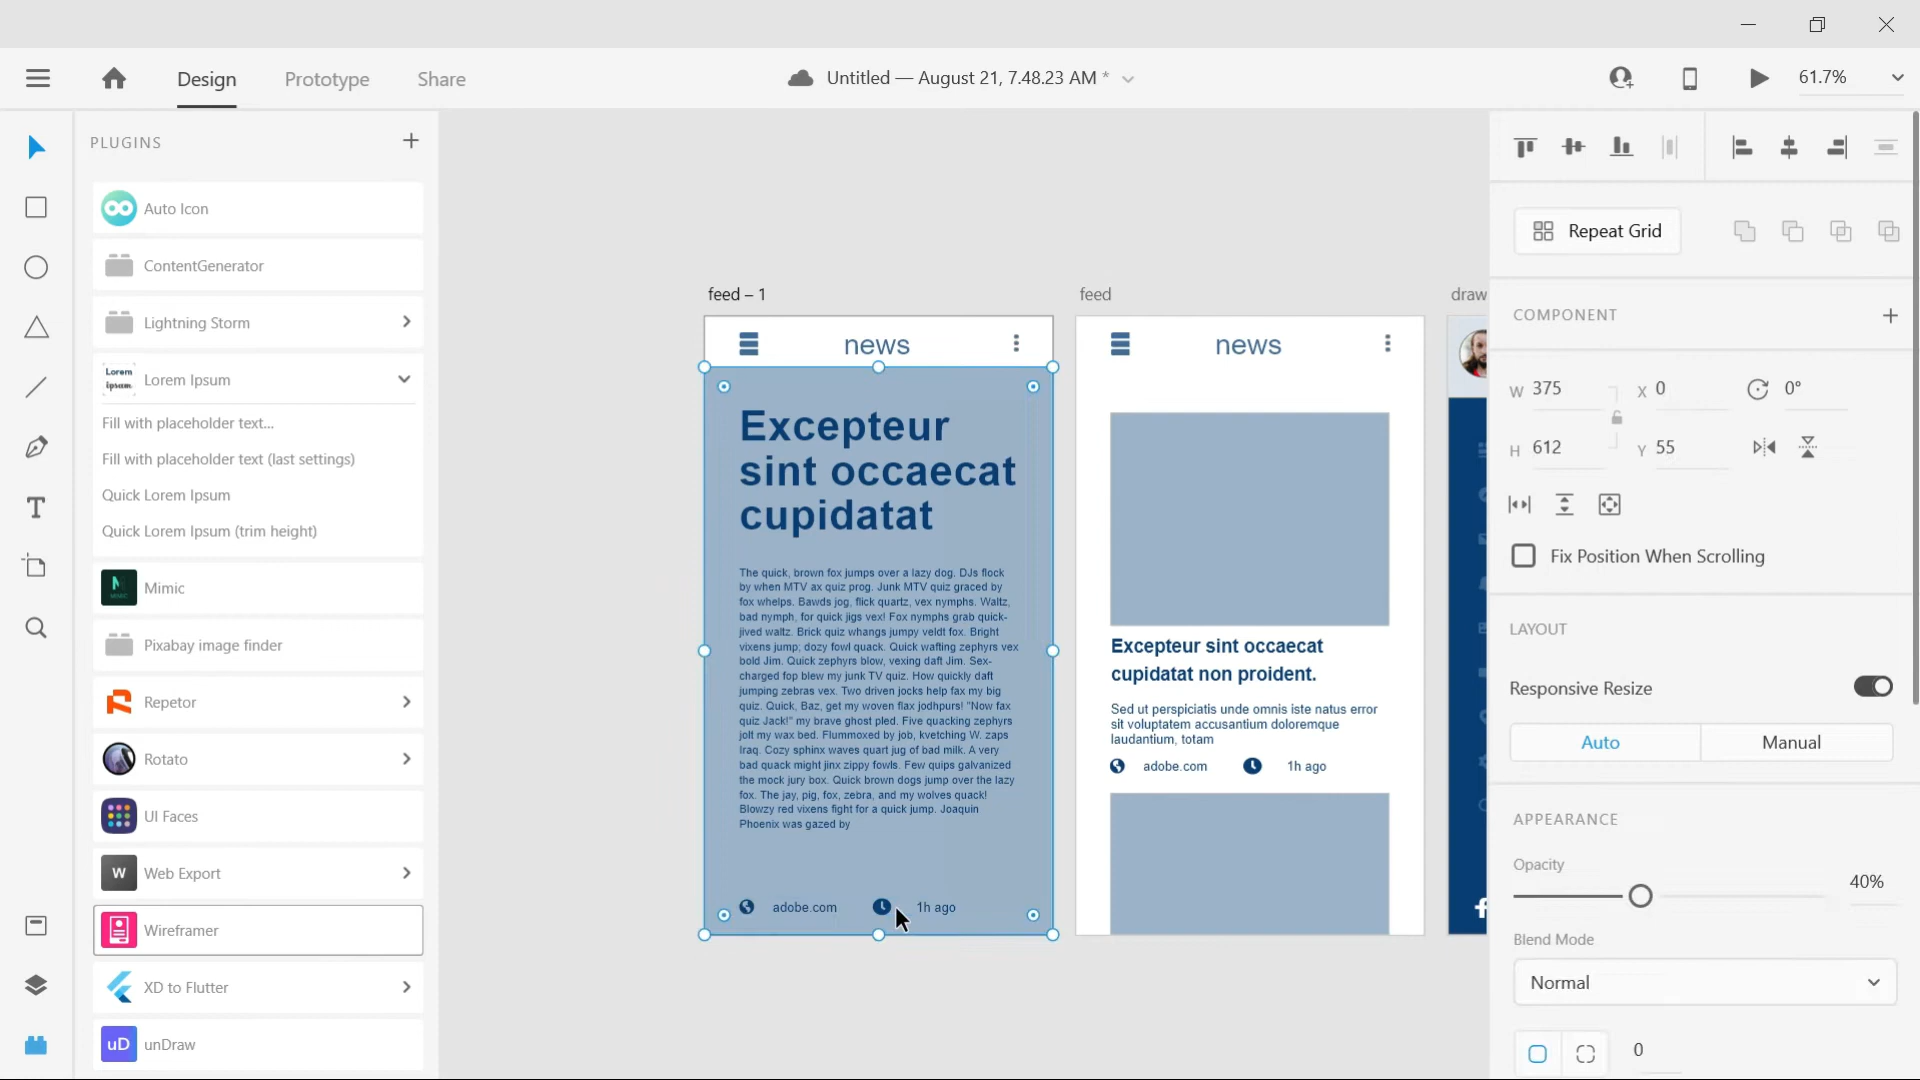 Design
Prototype
Share
Untitled — August 21, 7.48.23 AM *
61.7%
PLUGINS
Auto Icon
ContentGenerator
Lightning Storm
Lorem
ipsum
Lorem Ipsum
Fill with placeholder text...
Fill with placeholder text (last settings)
Quick Lorem Ipsum
Quick Lorem Ipsum (trim height)
Mimic
Pixabay image finder
Repetor
Rotato
UI Faces
W
Web Export
Wireframer
XD to Flutter
uD
unDraw
feed – 1
news
Excepteur
sint occaecat
cupidatat
The quick, brown fox jumps over a lazy dog. DJs flock
by when MTV ax quiz prog. Junk MTV quiz graced by
fox whelps. Bawds jog, flick quartz, vex nymphs. Waltz,
bad nymph, for quick jigs vex! Fox nymphs grab quick-
jived waltz. Brick quiz whangs jumpy veldt fox. Bright
vixens jump; dozy fowl quack. Quick wafting zephyrs vex
bold Jim. Quick zephyrs blow, vexing daft Jim. Sex-
charged fop blew my junk TV quiz. How quickly daft
jumping zebras vex. Two driven jocks help fax my big
quiz. Quick, Baz, get my woven flax jodhpurs! "Now fax
quiz Jack!" my brave ghost pled. Five quacking zephyrs
jolt my wax bed. Flummoxed by job, kvetching W. zaps
Iraq. Cozy sphinx waves quart jug of bad milk. A very
bad quack might jinx zippy fowls. Few quips galvanized
the mock jury box. Quick brown dogs jump over the lazy
fox. The jay, pig, fox, zebra, and my wolves quack!
Blowzy red vixens fight for a quick jump. Joaquin
Phoenix was gazed by
adobe.com
1h ago
feed
news
Excepteur sint occaecat
cupidatat non proident.
Sed ut perspiciatis unde omnis iste natus error
sit voluptatem accusantium doloremque
laudantium, totam
adobe.com
1h ago
draw
Repeat Grid
COMPONENT
W 375
X 0
0°
H 612
Y 55
Fix Position When Scrolling
LAYOUT
Responsive Resize
Auto
Manual
APPEARANCE
Opacity
40%
Blend Mode
Normal
0